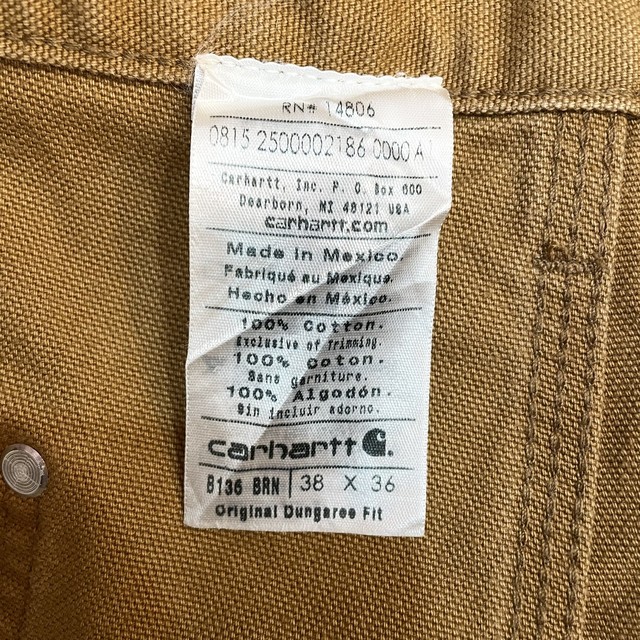 RN# 14806
0815 2500002186 0000 A1
Carhartt, Inc. P. O. Box 600
Dearborn, MI 48121 USA
carhartt.com
Made in Mexico.
Fabriqué au Mexique.
Hecho en México.
100% Cotton.
Exclusive of Trimming.
100% Coton.
Sans garniture.
100% Algodón.
Sin incluir adorno.
carhartt
B136 BRN 38 X 36
Original Dungaree Fit